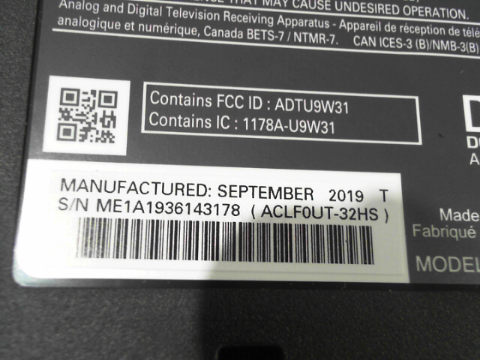 THAT MAY CAUSE UNDESIRED OPERATION.
Analog and Digital Television Receiving Apparatus - Appareil de réception de télé
analogique et numérique, Canada BETS-7 / NTMR-7. CAN ICES-3 (B)/NMB-3(B)
Contains FCC ID : ADTU9W31
Contains IC : 1178A-U9W31
D
MANUFACTURED: SEPTEMBER 2019 T
S/N ME1A1936143178 ( ACLF0UT-32HS )
Made
Fabriqué
MODEL